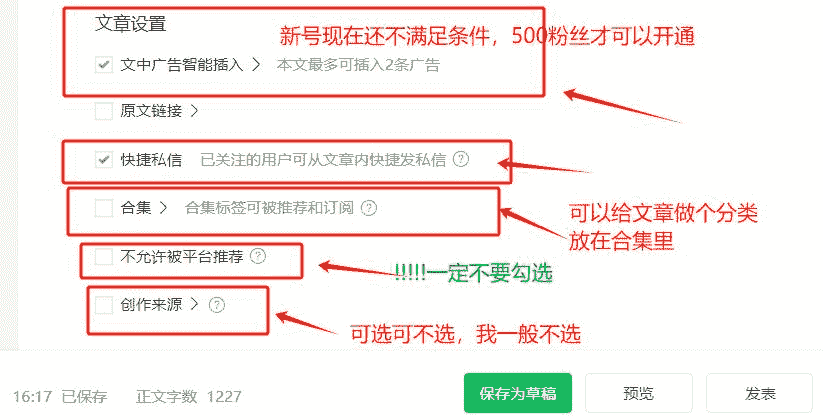 文章设置
新号现在还不满足条件，500粉丝才可以开通
文中广告智能插入 > 本文最多可插入2条广告
原文链接 >
快捷私信 已关注的用户可从文章内快捷发私信 ?
合集 > 合集标签可被推荐和订阅 ?
可以给文章做个分类
放在合集里
不允许被平台推荐 ?
!!!!!一定不要勾选
创作来源 > ?
可选可不选，我一般不选
16:17 已保存 正文字数 1227
保存为草稿 预览 发表